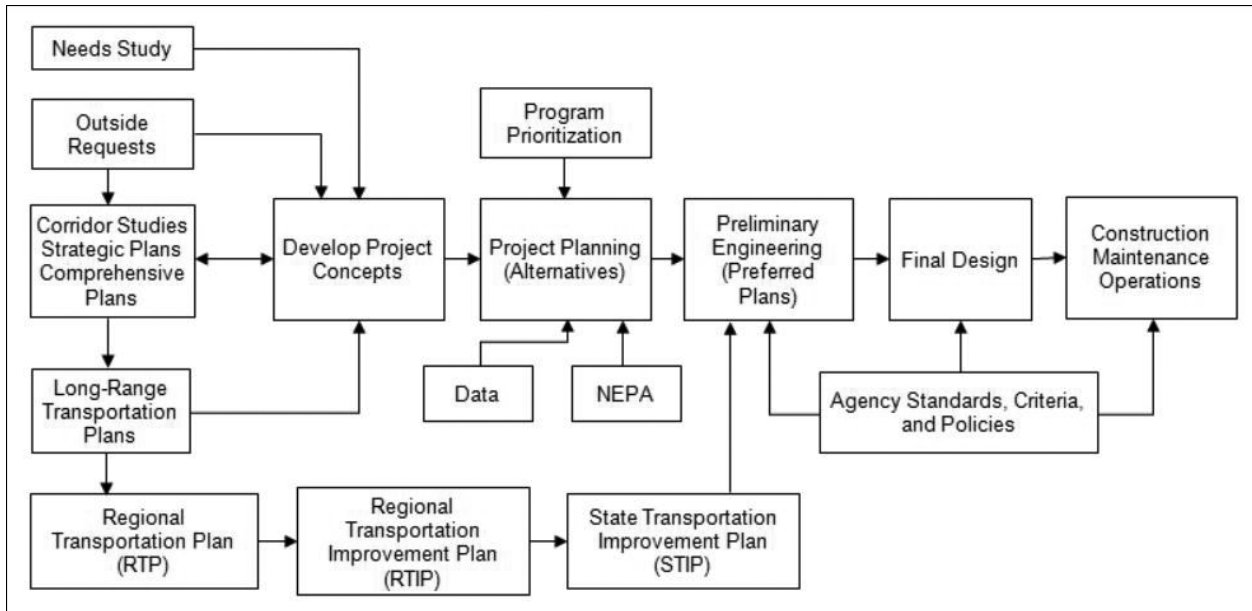 Needs Study
Outside
Requests
Program
Prioritization
Corridor Studies
Strategic Plans
Comprehensive
Plans
Develop Project
Concepts
Project Planning
(Alternatives)
Preliminary
Engineering
(Preferred
Plans)
Final Design
Construction
Maintenance
Operations
Long-Range
Transportation
Plans
Data
NEPA
Agency Standards, Criteria,
and Policies
Regional
Transportation Plan
(RTP)
Regional
Transportation
Improvement Plan
(RTIP)
State Transportation
Improvement Plan
(STIP)